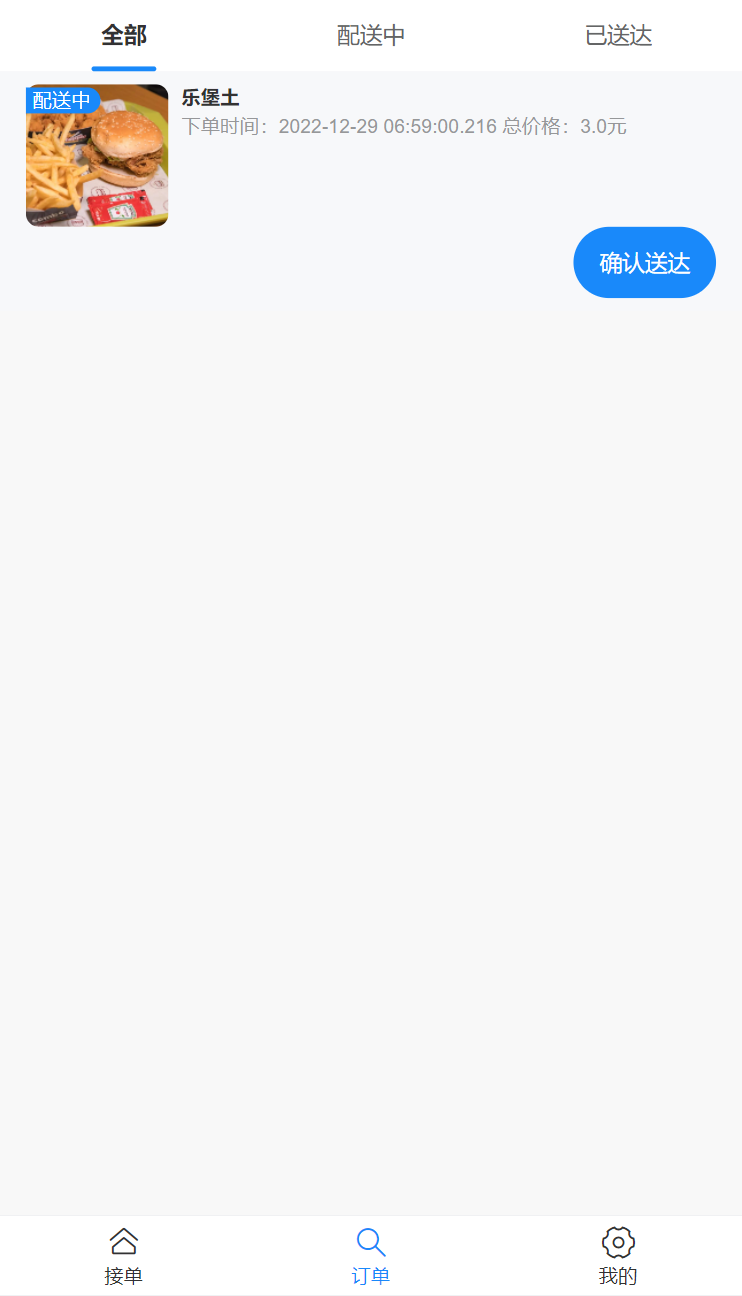 全部 配送中 已送达
配送中
乐堡土
下单时间：2022-12-29 06:59:00.216 总价格：3.0元
确认送达
接单 订单 我的